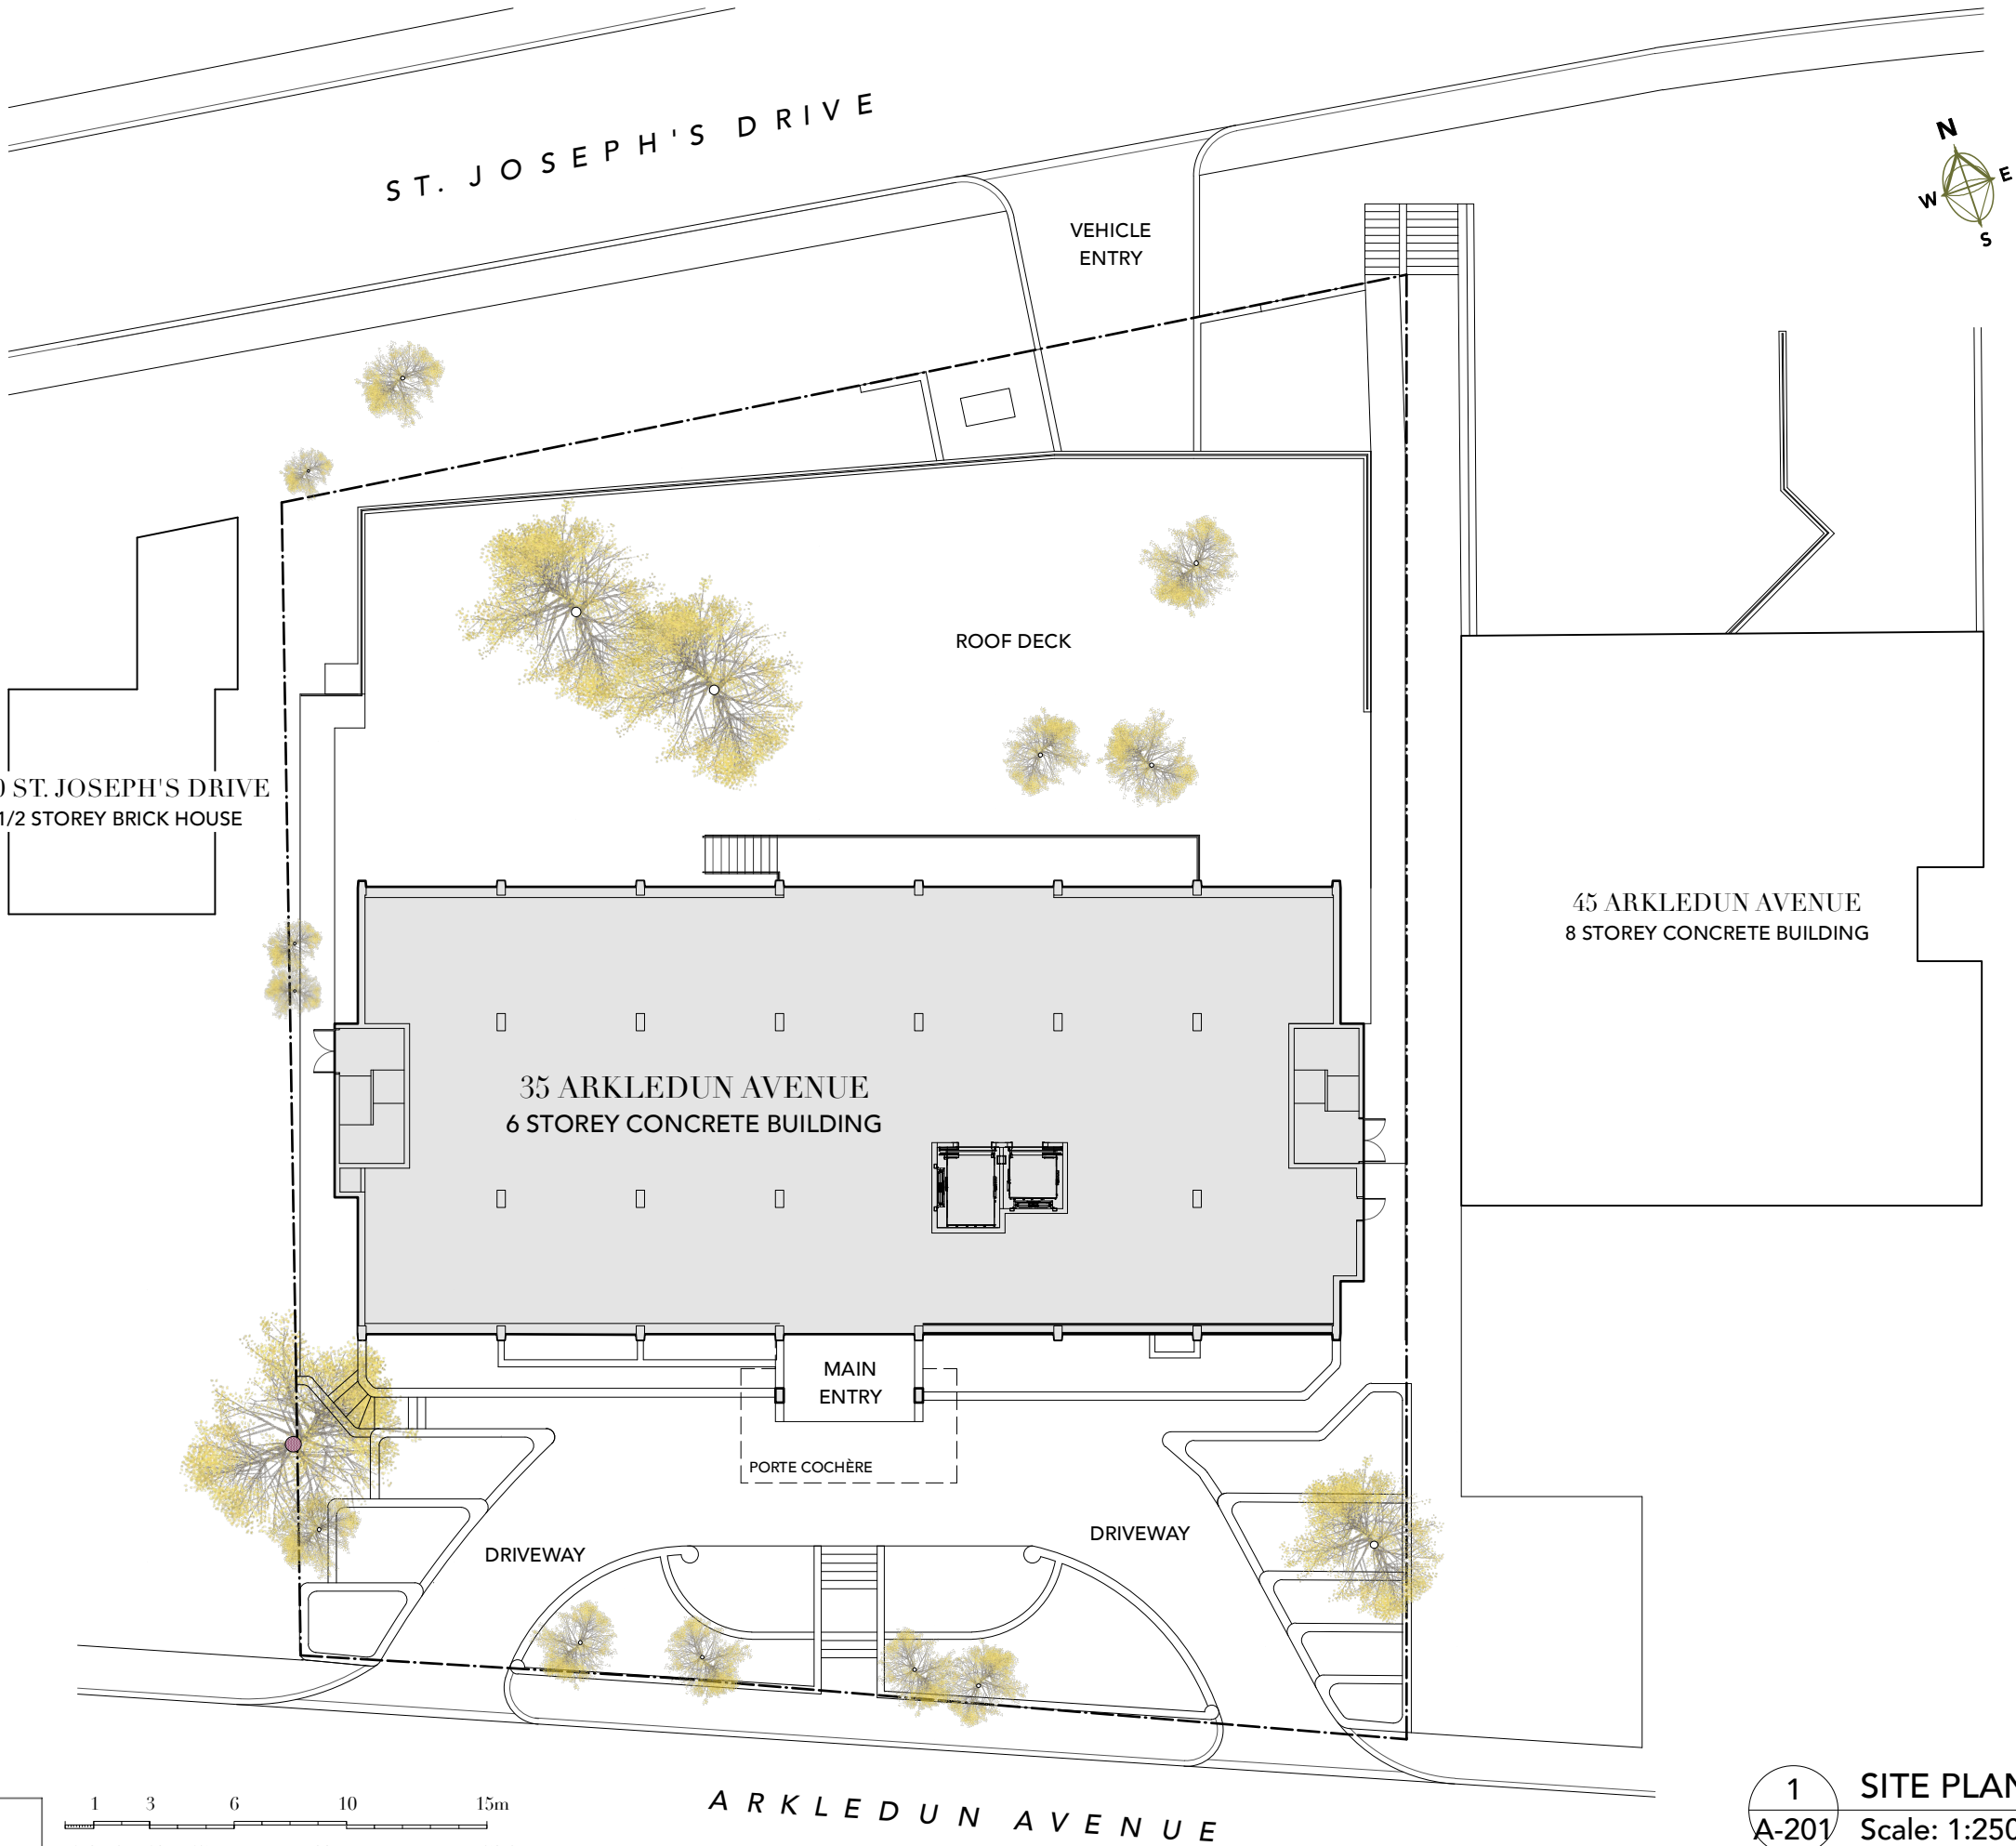 ST. JOSEPH'S DRIVE
N
E
W
S
VEHICLE
ENTRY
ROOF DECK
ST. JOSEPH'S DRIVE
1/2 STOREY BRICK HOUSE
45 ARKLEDUN AVENUE
8 STOREY CONCRETE BUILDING
35 ARKLEDUN AVENUE
6 STOREY CONCRETE BUILDING
MAIN
ENTRY
PORTE COCHÈRE
DRIVEWAY
DRIVEWAY
1 3 6 10 15m
ARKLEDUN AVENUE
1
A-201
SITE PLAN
Scale: 1:250